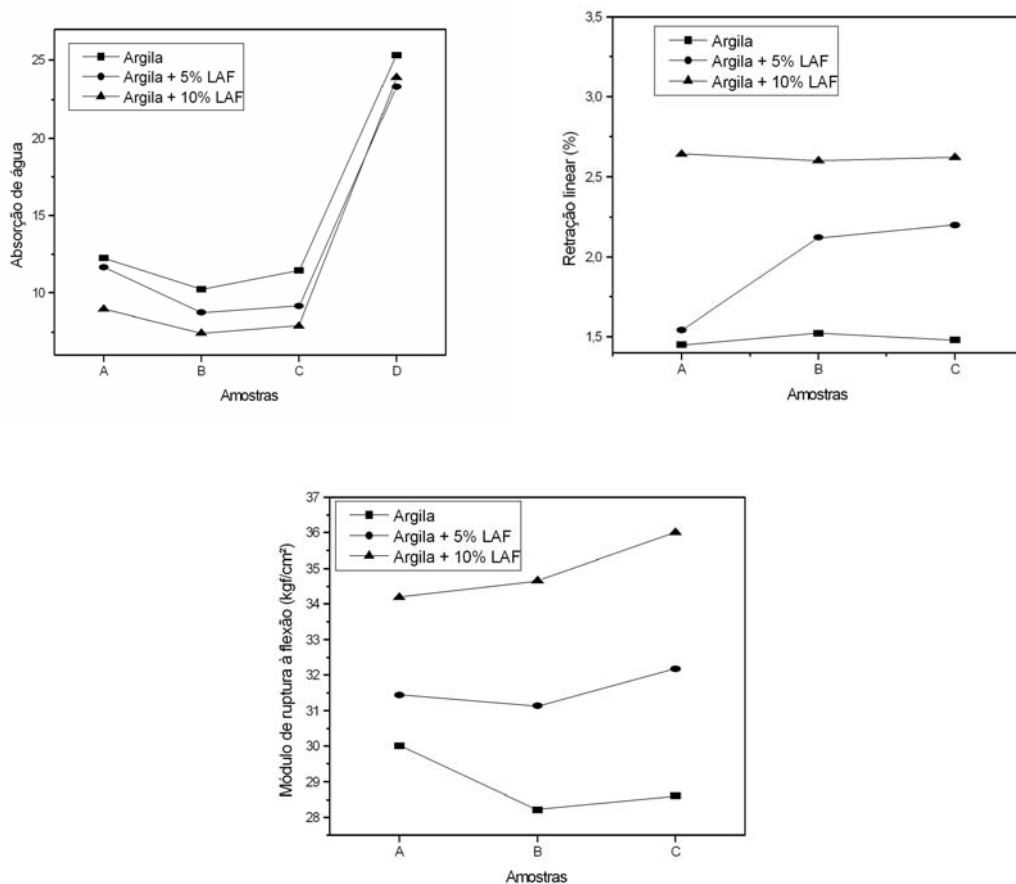 Argila
Argila + 5% LAF
Argila + 10% LAF
25
20
15
10
Absorção de água
A B C D
Amostras
Argila
Argila + 5% LAF
Argila + 10% LAF
3,5
3,0
2,5
2,0
1,5
Retração linear (%)
A B C
Amostras
Argila
Argila + 5% LAF
Argila + 10% LAF
37
36
35
34
33
32
31
30
29
28
Módulo de ruptura à flexão (kgf/cm²)
A B C
Amostras